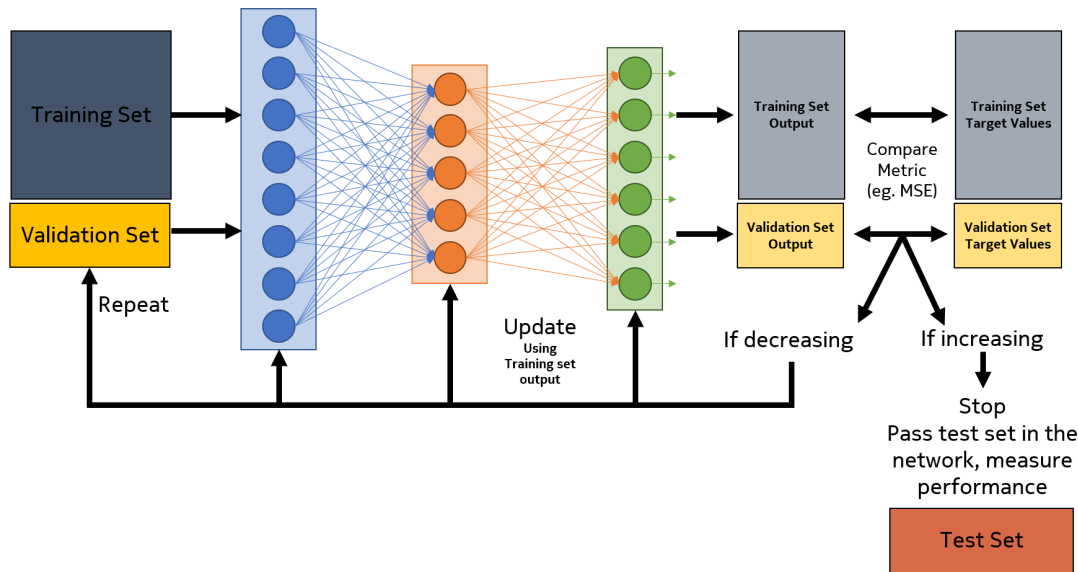 Training Set
Validation Set
Repeat
Update
Using
Training set
output
Training Set
Output
Validation Set
Output
Compare
Metric
(eg. MSE)
Training Set
Target Values
Validation Set
Target Values
If decreasing
If increasing
Stop
Pass test set in the
network, measure
performance
Test Set